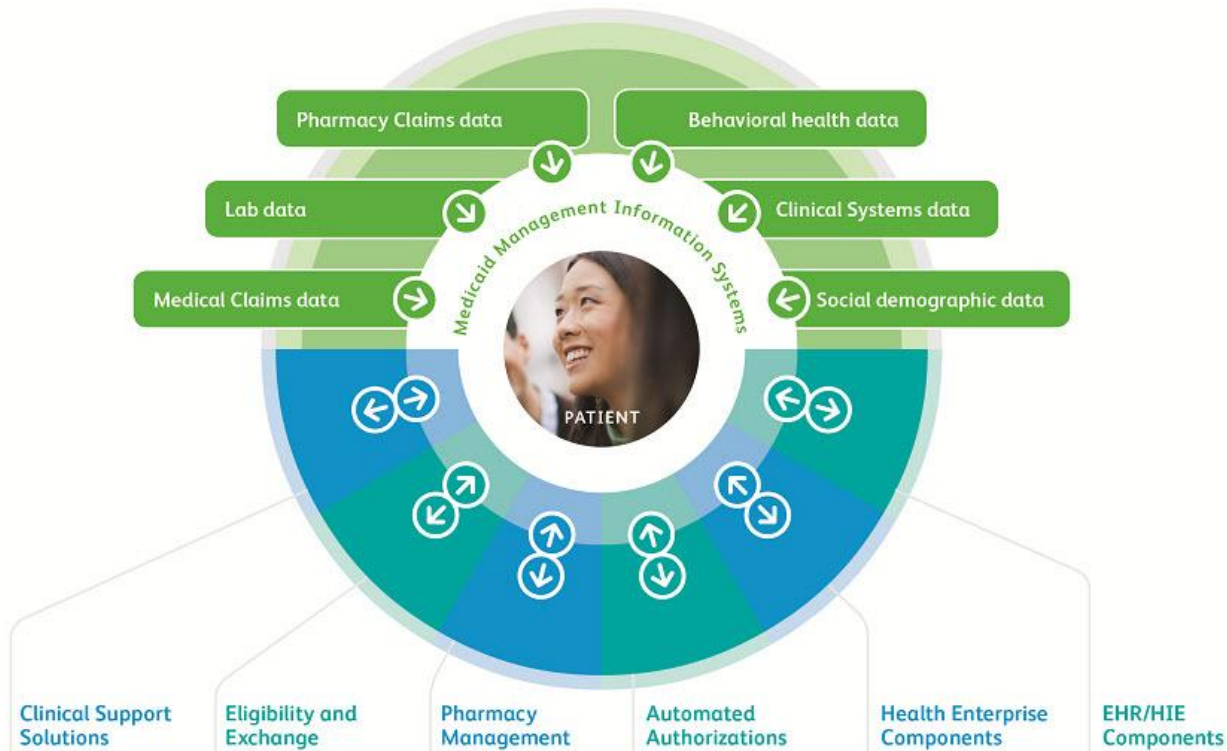 Pharmacy Claims data
Behavioral health data
Lab data
Clinical Systems data
Medical Claims data
Social demographic data
Medicaid Management Information Systems
PATIENT
Clinical Support
Solutions
Eligibility and
Exchange
Pharmacy
Management
Automated
Authorizations
Health Enterprise
Components
EHR/HIE
Components